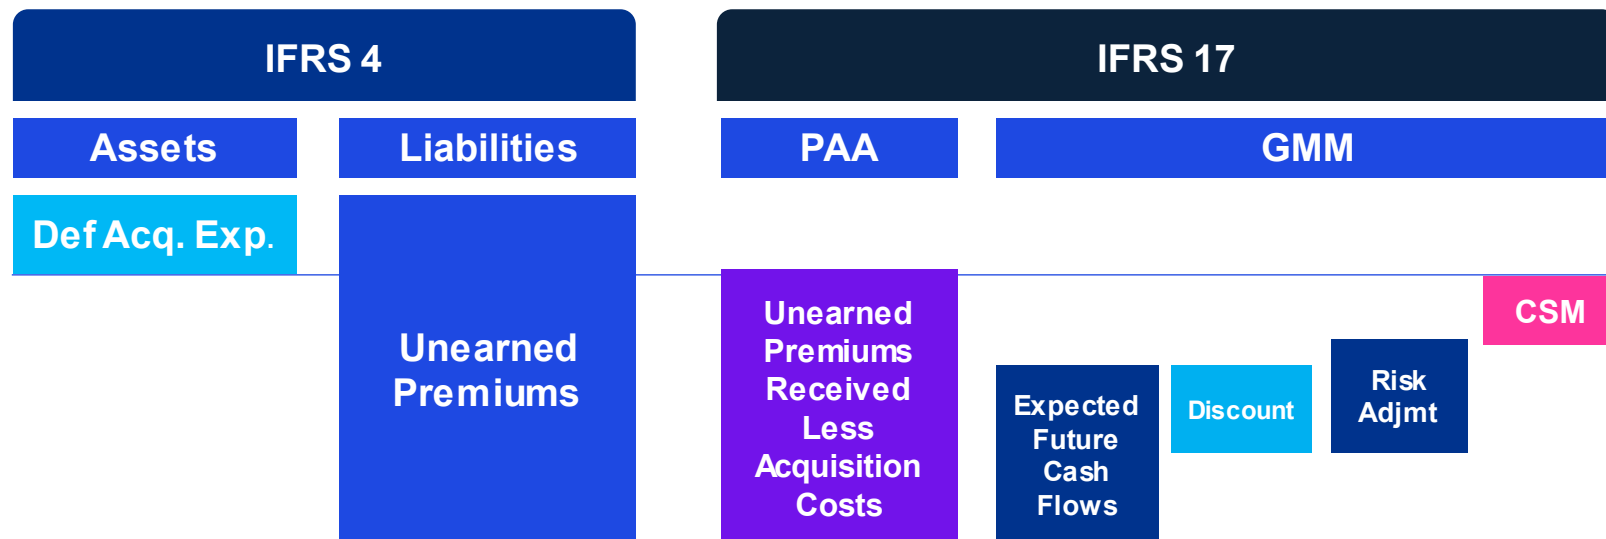 IFRS 4
IFRS 17
Assets
Liabilities
PAA
GMM
Def Acq. Exp.
Unearned
Premiums
Unearned
Premiums
Received
Less
Acquisition
Costs
Expected
Future
Cash
Flows
Discount
Risk
Adjmt
CSM